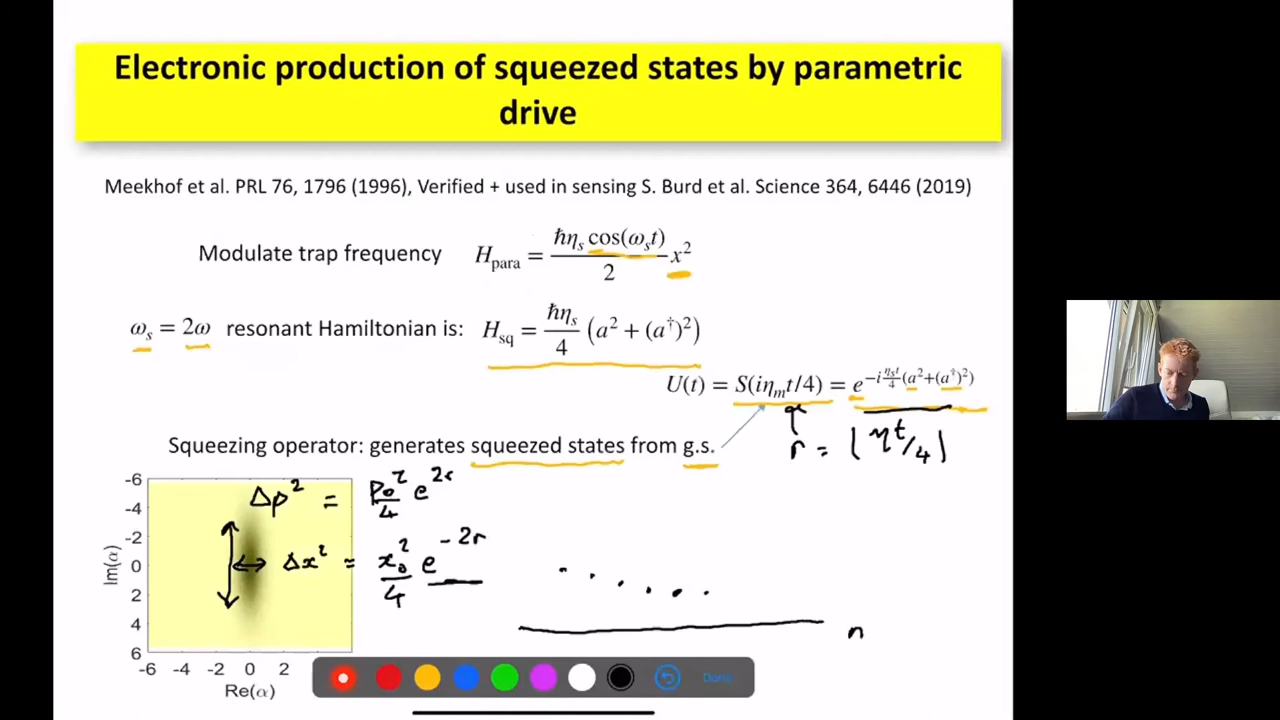 Electronic production of squeezed states by parametric
drive
Meekhof et al. PRL 76, 1796 (1996), Verified + used in sensing S. Burd et al. Science 364, 6446 (2019)
Modulate trap frequency H_para = ħη_s cos(ω_s t)/2 x²
ω_s = 2ω resonant Hamiltonian is: H_sq = ħη_s/4 (a² + (a†)²)
U(t) = S(iη_m t/4) = e^{-i η_s t/4 (a²+(a†)²)}
Squeezing operator: generates squeezed states from g.s.
r = |ηt/4|
Δp² = p₀²/4 e^{2r}
Δx² = x₀²/4 e^{-2r}
n
-6
-4
-2
0
2
4
6
Im(α)
-6 -4 -2 0 2
Re(α)
Done